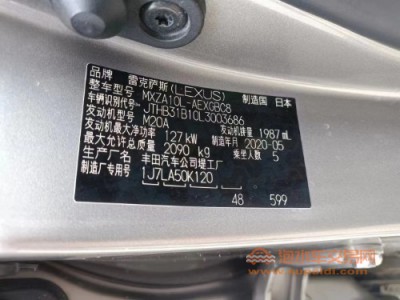 品牌 雷克萨斯(LEXUS) 制造国 日本
整车型号 MXZA10L-AEXGBC8
车辆识别代号 JTHB31B10L3003686
发动机型号 M20A 发动机排量 1987 mL
发动机最大净功率 127 kW 制造年月 2020-05
最大允许总质量 2090 kg 乘坐人数 5
制造厂 丰田汽车公司堤工厂
制造厂专用号 1J7LA50K120
48 599